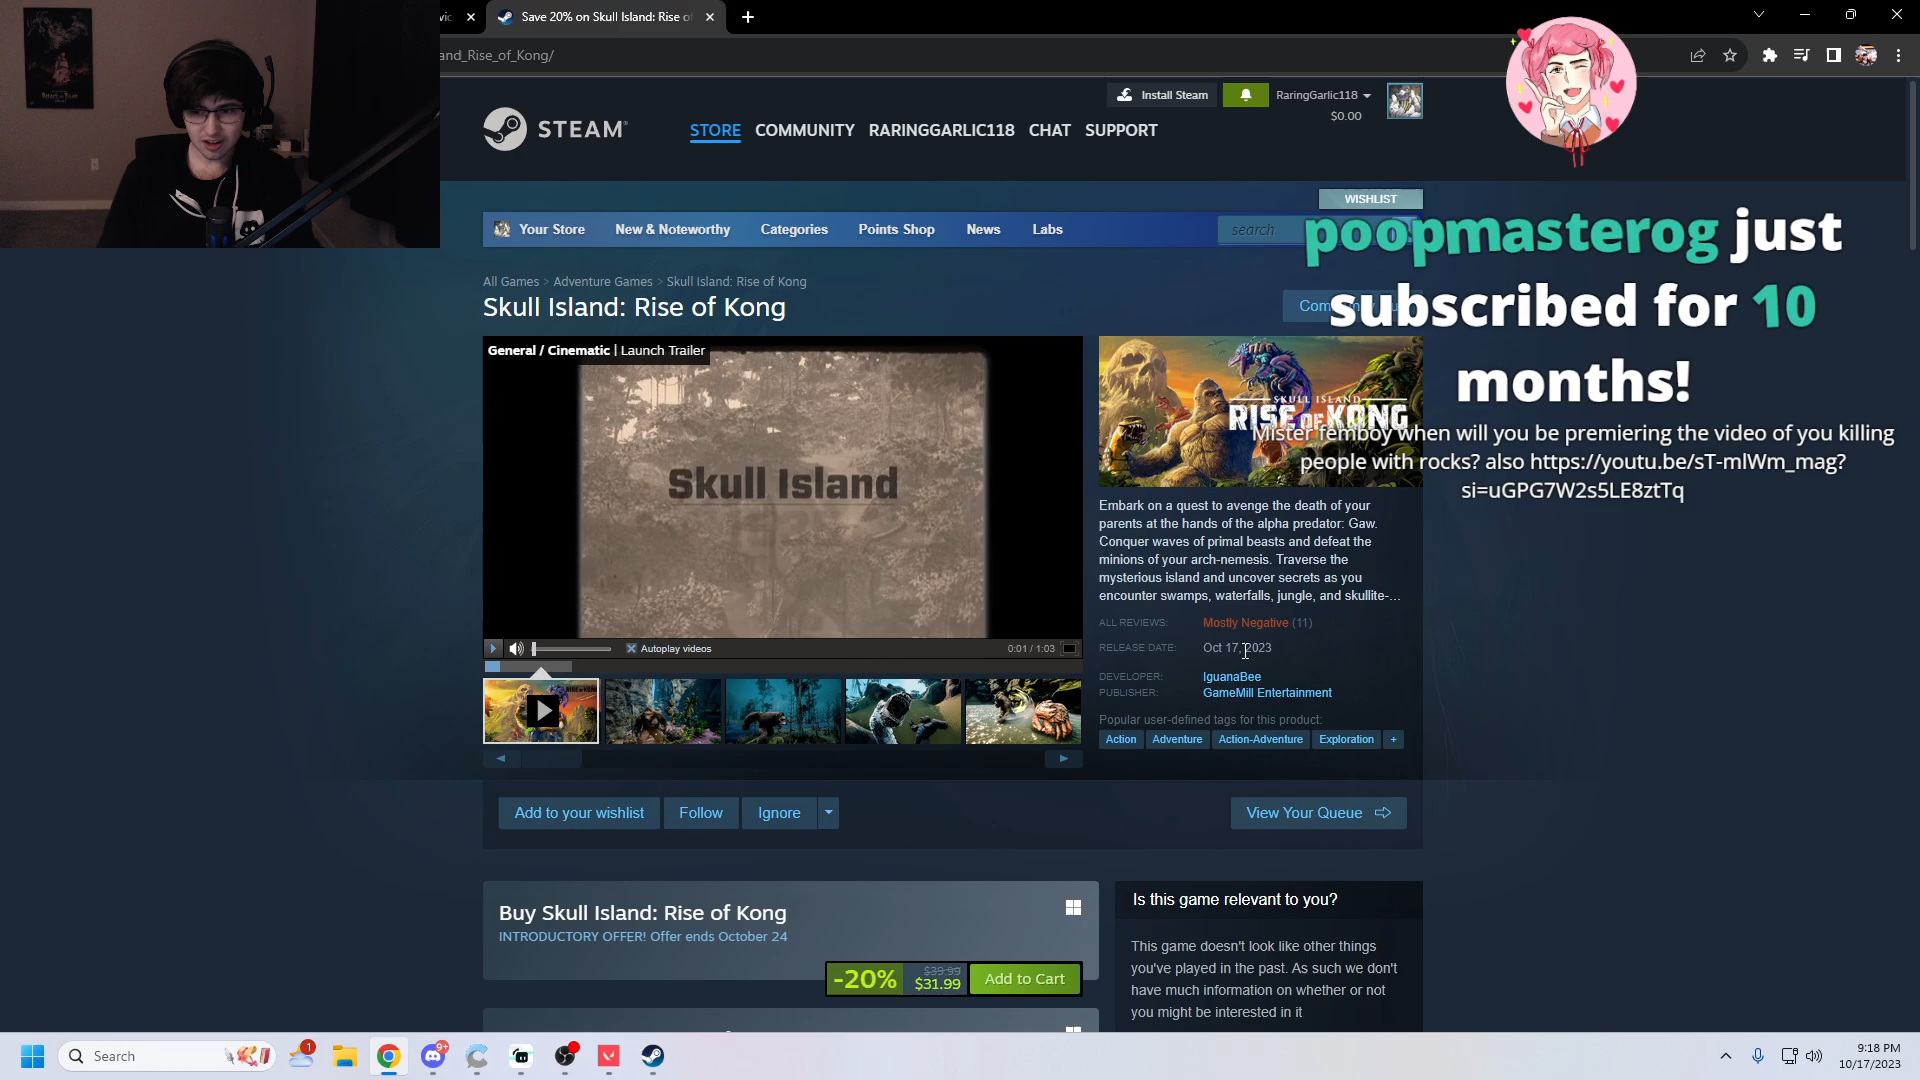 Save 20% on Skull Island: Rise of
and_Rise_of_Kong/
Install Steam
RaringGarlic118
$0.00
STEAM
STORE
COMMUNITY
RARINGGARLIC118
CHAT
SUPPORT
WISHLIST
Your Store
New & Noteworthy
Categories
Points Shop
News
Labs
search
poopmasterog just
subscribed for 10
months!
Mister femboy when will you be premiering the video of you killing
people with rocks? also https://youtu.be/sT-mlWm_mag?
si=uGPG7W2s5LE8ztTq
All Games > Adventure Games > Skull Island: Rise of Kong
Skull Island: Rise of Kong
General / Cinematic | Launch Trailer
Skull Island
SKULL ISLAND
RISE OF KONG
Embark on a quest to avenge the death of your
parents at the hands of the alpha predator: Gaw.
Conquer waves of primal beasts and defeat the
minions of your arch-nemesis. Traverse the
mysterious island and uncover secrets as you
encounter swamps, waterfalls, jungle, and skullite-...
ALL REVIEWS: Mostly Negative (11)
RELEASE DATE: Oct 17, 2023
DEVELOPER: IguanaBee
PUBLISHER: GameMill Entertainment
Popular user-defined tags for this product:
Action
Adventure
Action-Adventure
Exploration
+
Autoplay videos
0:01 / 1:03
Add to your wishlist
Follow
Ignore
View Your Queue
Buy Skull Island: Rise of Kong
INTRODUCTORY OFFER! Offer ends October 24
-20%
$39.99
$31.99
Add to Cart
Is this game relevant to you?
This game doesn't look like other things
you've played in the past. As such we don't
have much information on whether or not
you might be interested in it
Search
1
9+
9:18 PM
10/17/2023